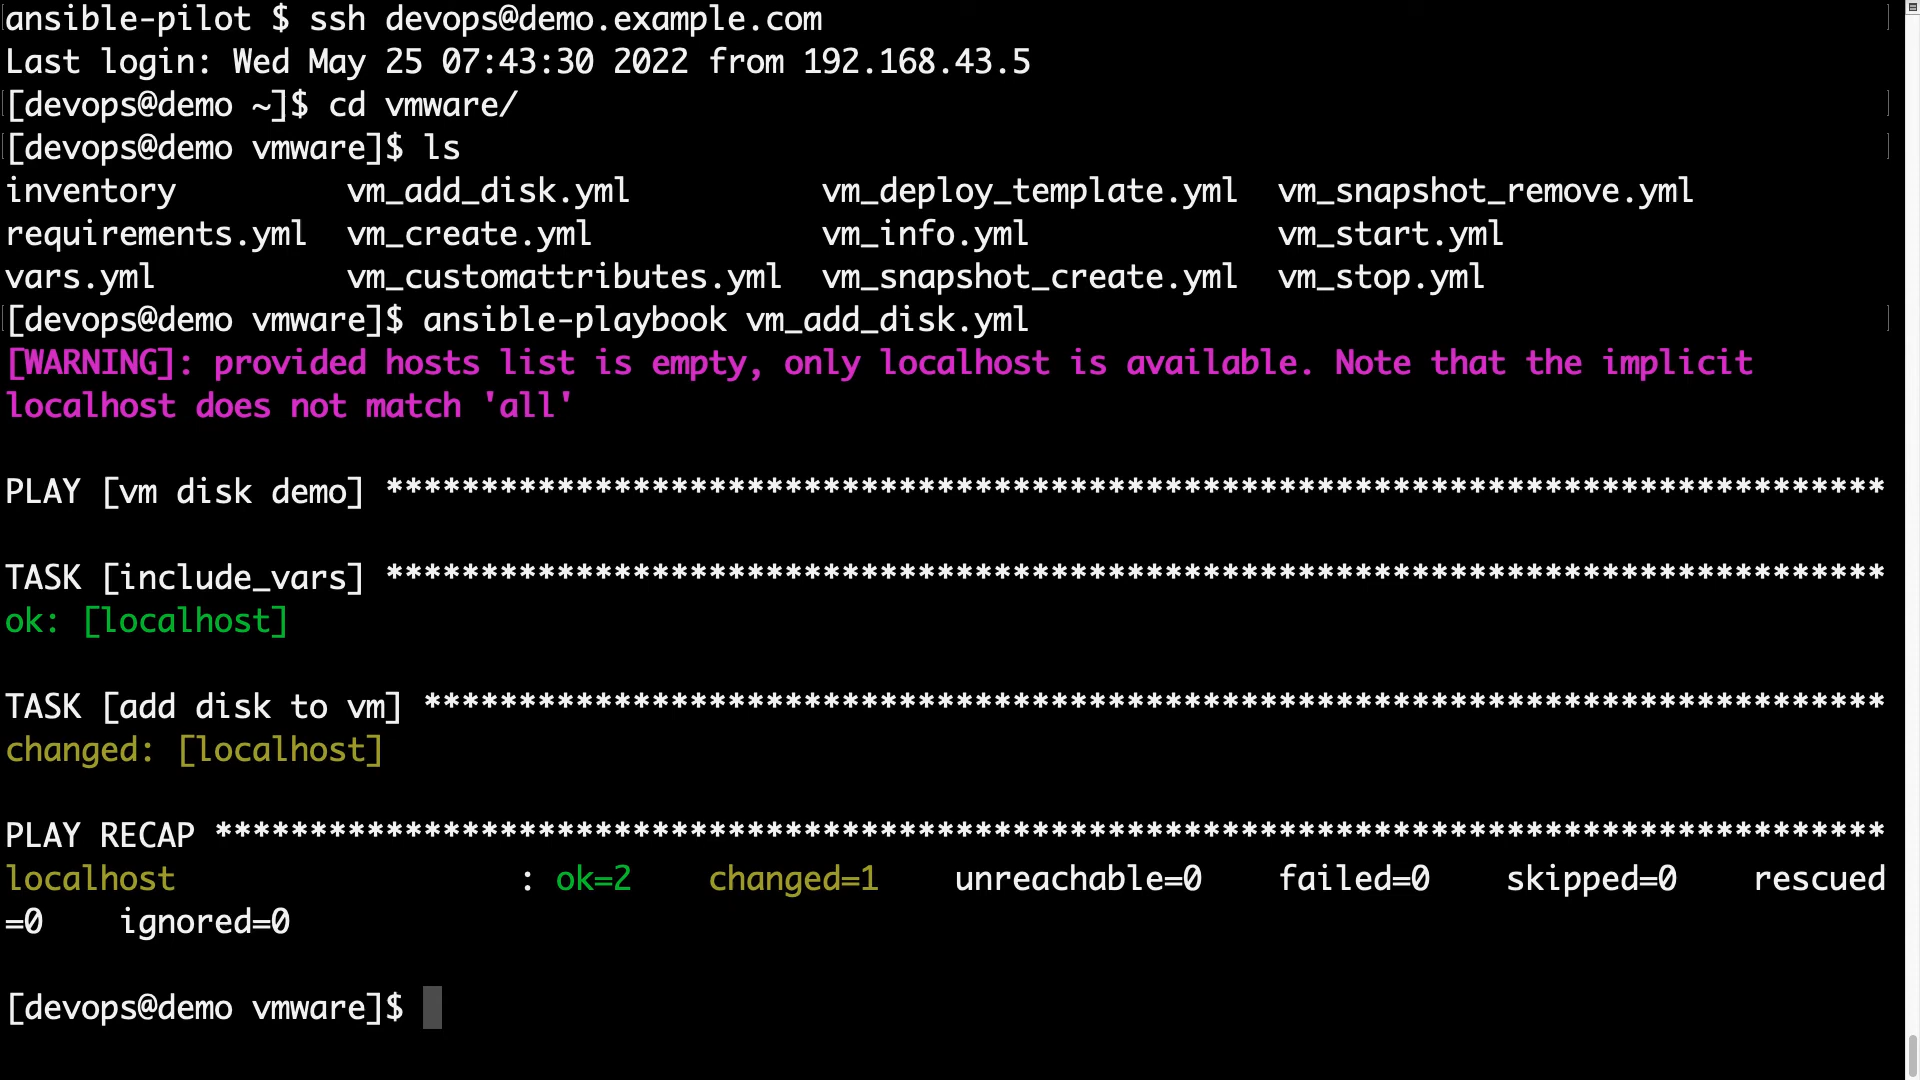 ansible-pilot $ ssh devops@demo.example.com
Last login: Wed May 25 07:43:30 2022 from 192.168.43.5
[devops@demo ~]$ cd vmware/
[devops@demo vmware]$ ls
inventory         vm_add_disk.yml          vm_deploy_template.yml  vm_snapshot_remove.yml
requirements.yml  vm_create.yml            vm_info.yml             vm_start.yml
vars.yml          vm_customattributes.yml  vm_snapshot_create.yml  vm_stop.yml
[devops@demo vmware]$ ansible-playbook vm_add_disk.yml
[WARNING]: provided hosts list is empty, only localhost is available. Note that the implicit
localhost does not match 'all'
PLAY [vm disk demo] *******************************************************************************
TASK [include_vars] *******************************************************************************
ok: [localhost]
TASK [add disk to vm] *****************************************************************************
changed: [localhost]
PLAY RECAP ****************************************************************************************
localhost                  : ok=2    changed=1    unreachable=0    failed=0    skipped=0    rescued
=0    ignored=0
[devops@demo vmware]$